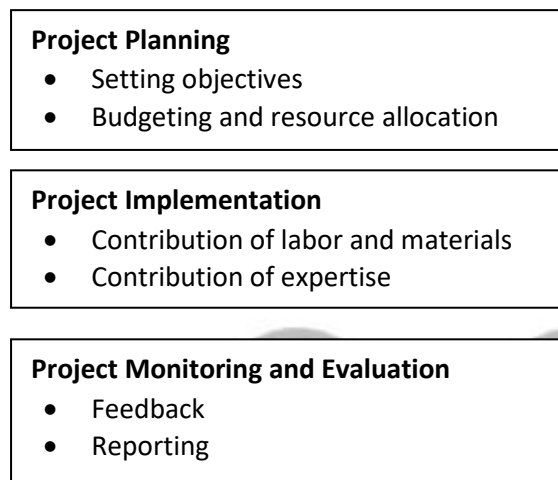 Project Planning
• Setting objectives
• Budgeting and resource allocation
Project Implementation
• Contribution of labor and materials
• Contribution of expertise
Project Monitoring and Evaluation
• Feedback
• Reporting